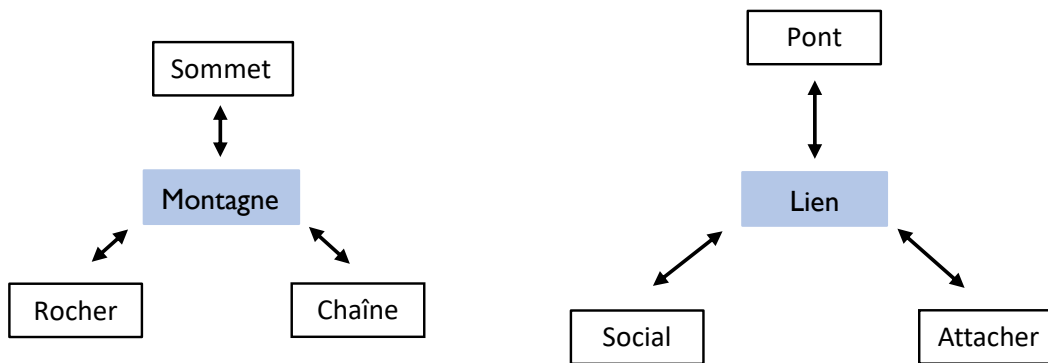 Sommet
Montagne
Rocher
Chaîne
Pont
Lien
Social
Attacher